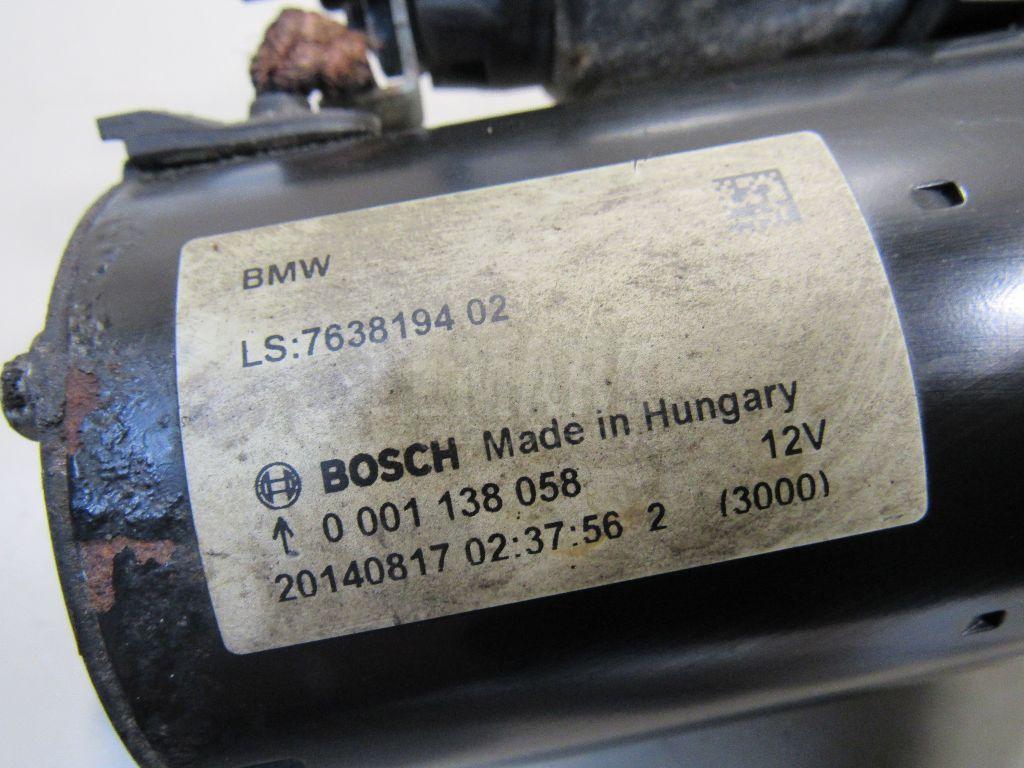 BMW
LS:7638194 02
BOSCH Made in Hungary
0 001 138 058 12V
20140817 02:37:56 2 (3000)